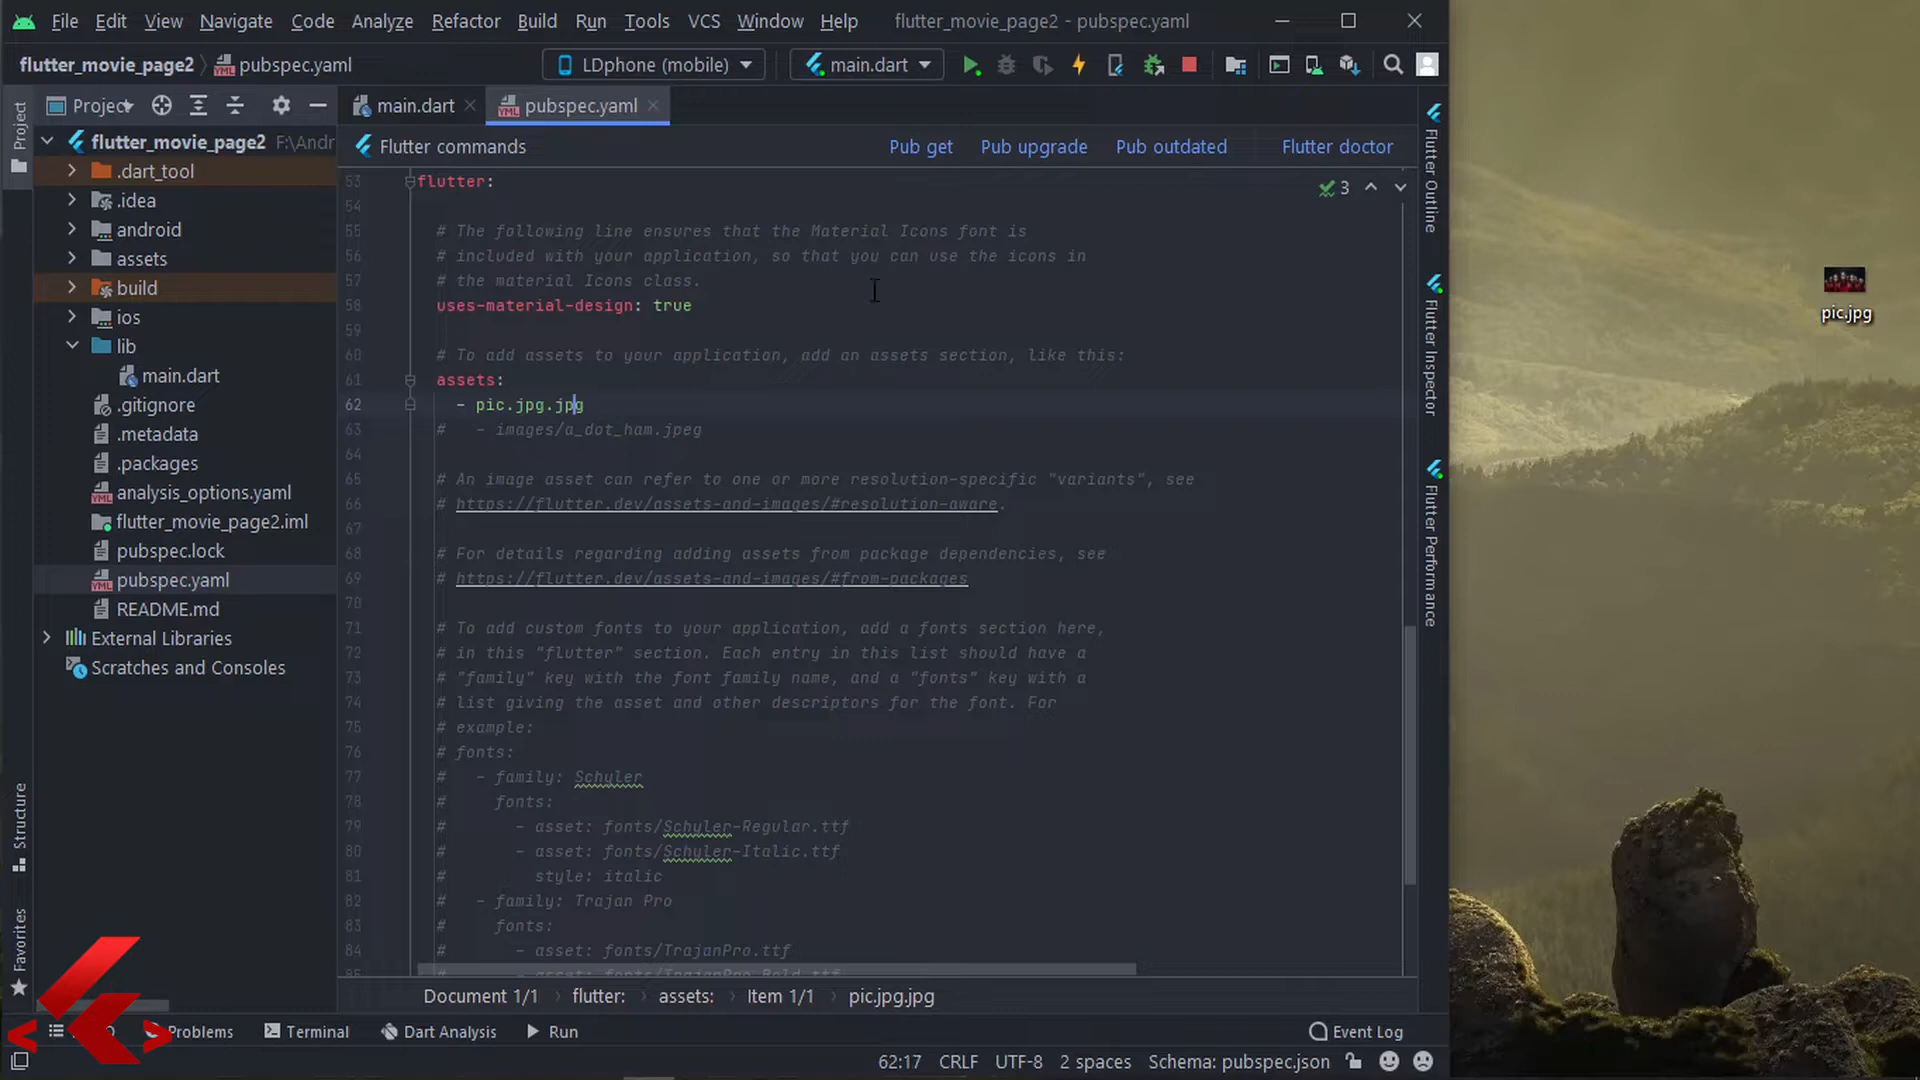 File Edit View Navigate Code Analyze Refactor Build Run Tools VCS Window Help flutter_movie_page2 - pubspec.yaml
flutter_movie_page2 pubspec.yaml LDphone (mobile) main.dart
Project main.dart pubspec.yaml
Flutter commands Pub get Pub upgrade Pub outdated Flutter doctor
Project
flutter_movie_page2 F:\Andr
.dart_tool
.idea
android
assets
build
ios
lib
main.dart
.gitignore
.metadata
.packages
analysis_options.yaml
flutter_movie_page2.iml
pubspec.lock
pubspec.yaml
README.md
External Libraries
Scratches and Consoles
Structure
Favorites
3
53 flutter:
54
55 # The following line ensures that the Material Icons font is
56 # included with your application, so that you can use the icons in
57 # the material Icons class.
58 uses-material-design: true
59
60 # To add assets to your application, add an assets section, like this:
61 assets:
62 - pic.jpg.jpg
63 # - images/a_dot_ham.jpeg
64
65 # An image asset can refer to one or more resolution-specific "variants", see
66 # https://flutter.dev/assets-and-images/#resolution-aware.
67
68 # For details regarding adding assets from package dependencies, see
69 # https://flutter.dev/assets-and-images/#from-packages
70
71 # To add custom fonts to your application, add a fonts section here,
72 # in this "flutter" section. Each entry in this list should have a
73 # "family" key with the font family name, and a "fonts" key with a
74 # list giving the asset and other descriptors for the font. For
75 # example:
76 # fonts:
77 # - family: Schyler
78 # fonts:
79 # - asset: fonts/Schyler-Regular.ttf
80 # - asset: fonts/Schyler-Italic.ttf
81 # style: italic
82 # - family: Trajan Pro
83 # fonts:
84 # - asset: fonts/TrajanPro.ttf
Flutter Outline
Flutter Inspector
Flutter Performance
pic.jpg
Document 1/1 flutter: assets: Item 1/1 pic.jpg.jpg
Problems Terminal Dart Analysis Run Event Log
62:17 CRLF UTF-8 2 spaces Schema: pubspec.json